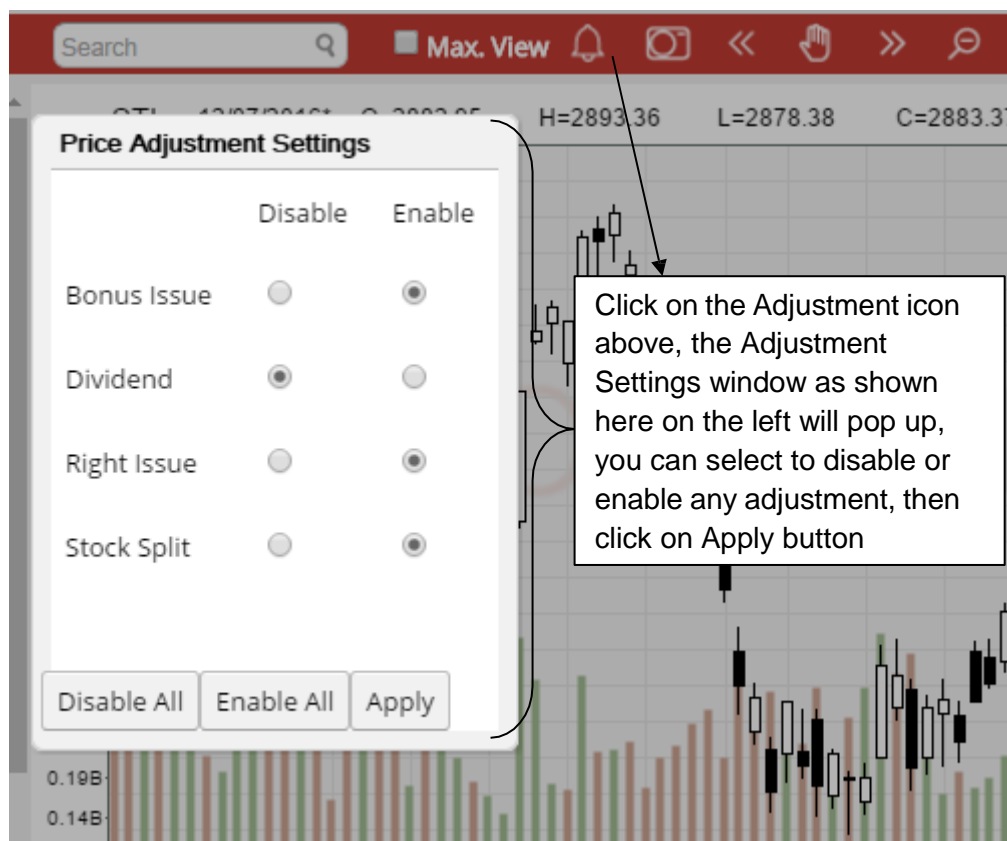 Search
Max. View
H=2893.36 L=2878.38 C=2883.37
Price Adjustment Settings
Disable Enable
Bonus Issue
Dividend
Right Issue
Stock Split
Disable All Enable All Apply
Click on the Adjustment icon
above, the Adjustment
Settings window as shown
here on the left will pop up,
you can select to disable or
enable any adjustment, then
click on Apply button
0.19B
0.14B